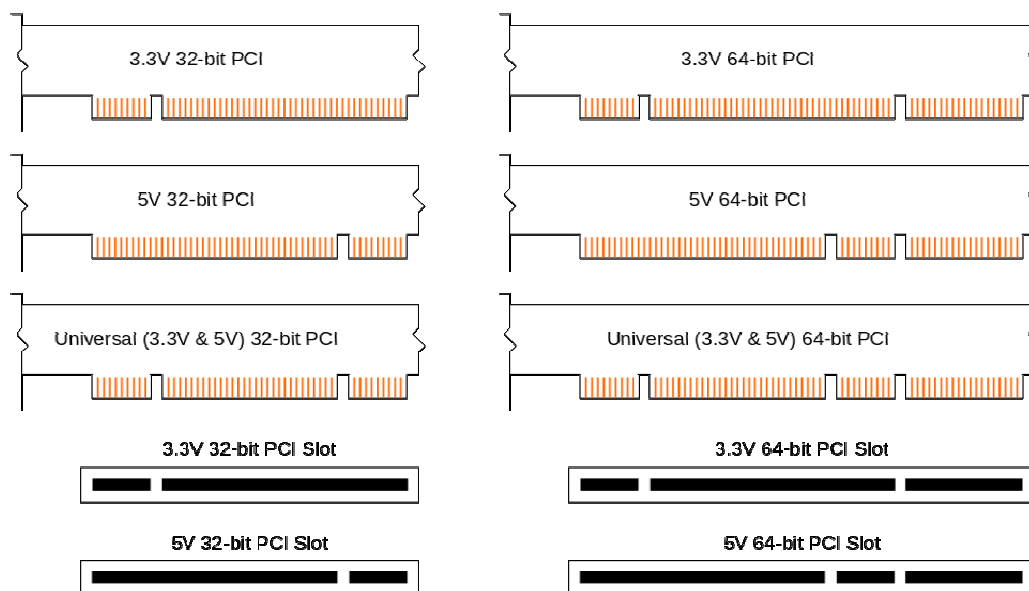 3.3V 32-bit PCI
3.3V 64-bit PCI
5V 32-bit PCI
5V 64-bit PCI
Universal (3.3V & 5V) 32-bit PCI
Universal (3.3V & 5V) 64-bit PCI
3.3V 32-bit PCI Slot
3.3V 64-bit PCI Slot
5V 32-bit PCI Slot
5V 64-bit PCI Slot